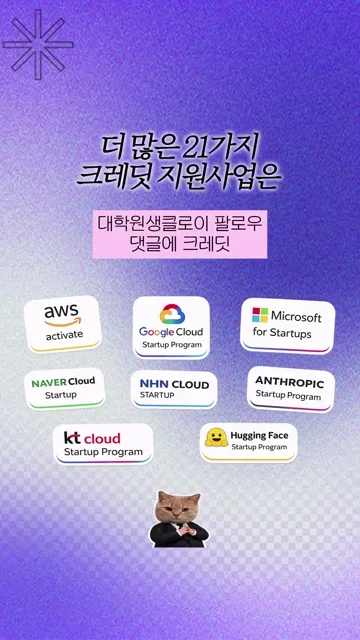 더 많은 21가지
크레딧 지원사업은
대학원생클로이 팔로우
댓글에 크레딧
aws
activate
Google Cloud
Startup Program
Microsoft
for Startups
NAVER Cloud
Startup
NHN CLOUD
STARTUP
ANTHROPIC
Startup Program
kt cloud
Startup Program
Hugging Face
Startup Program